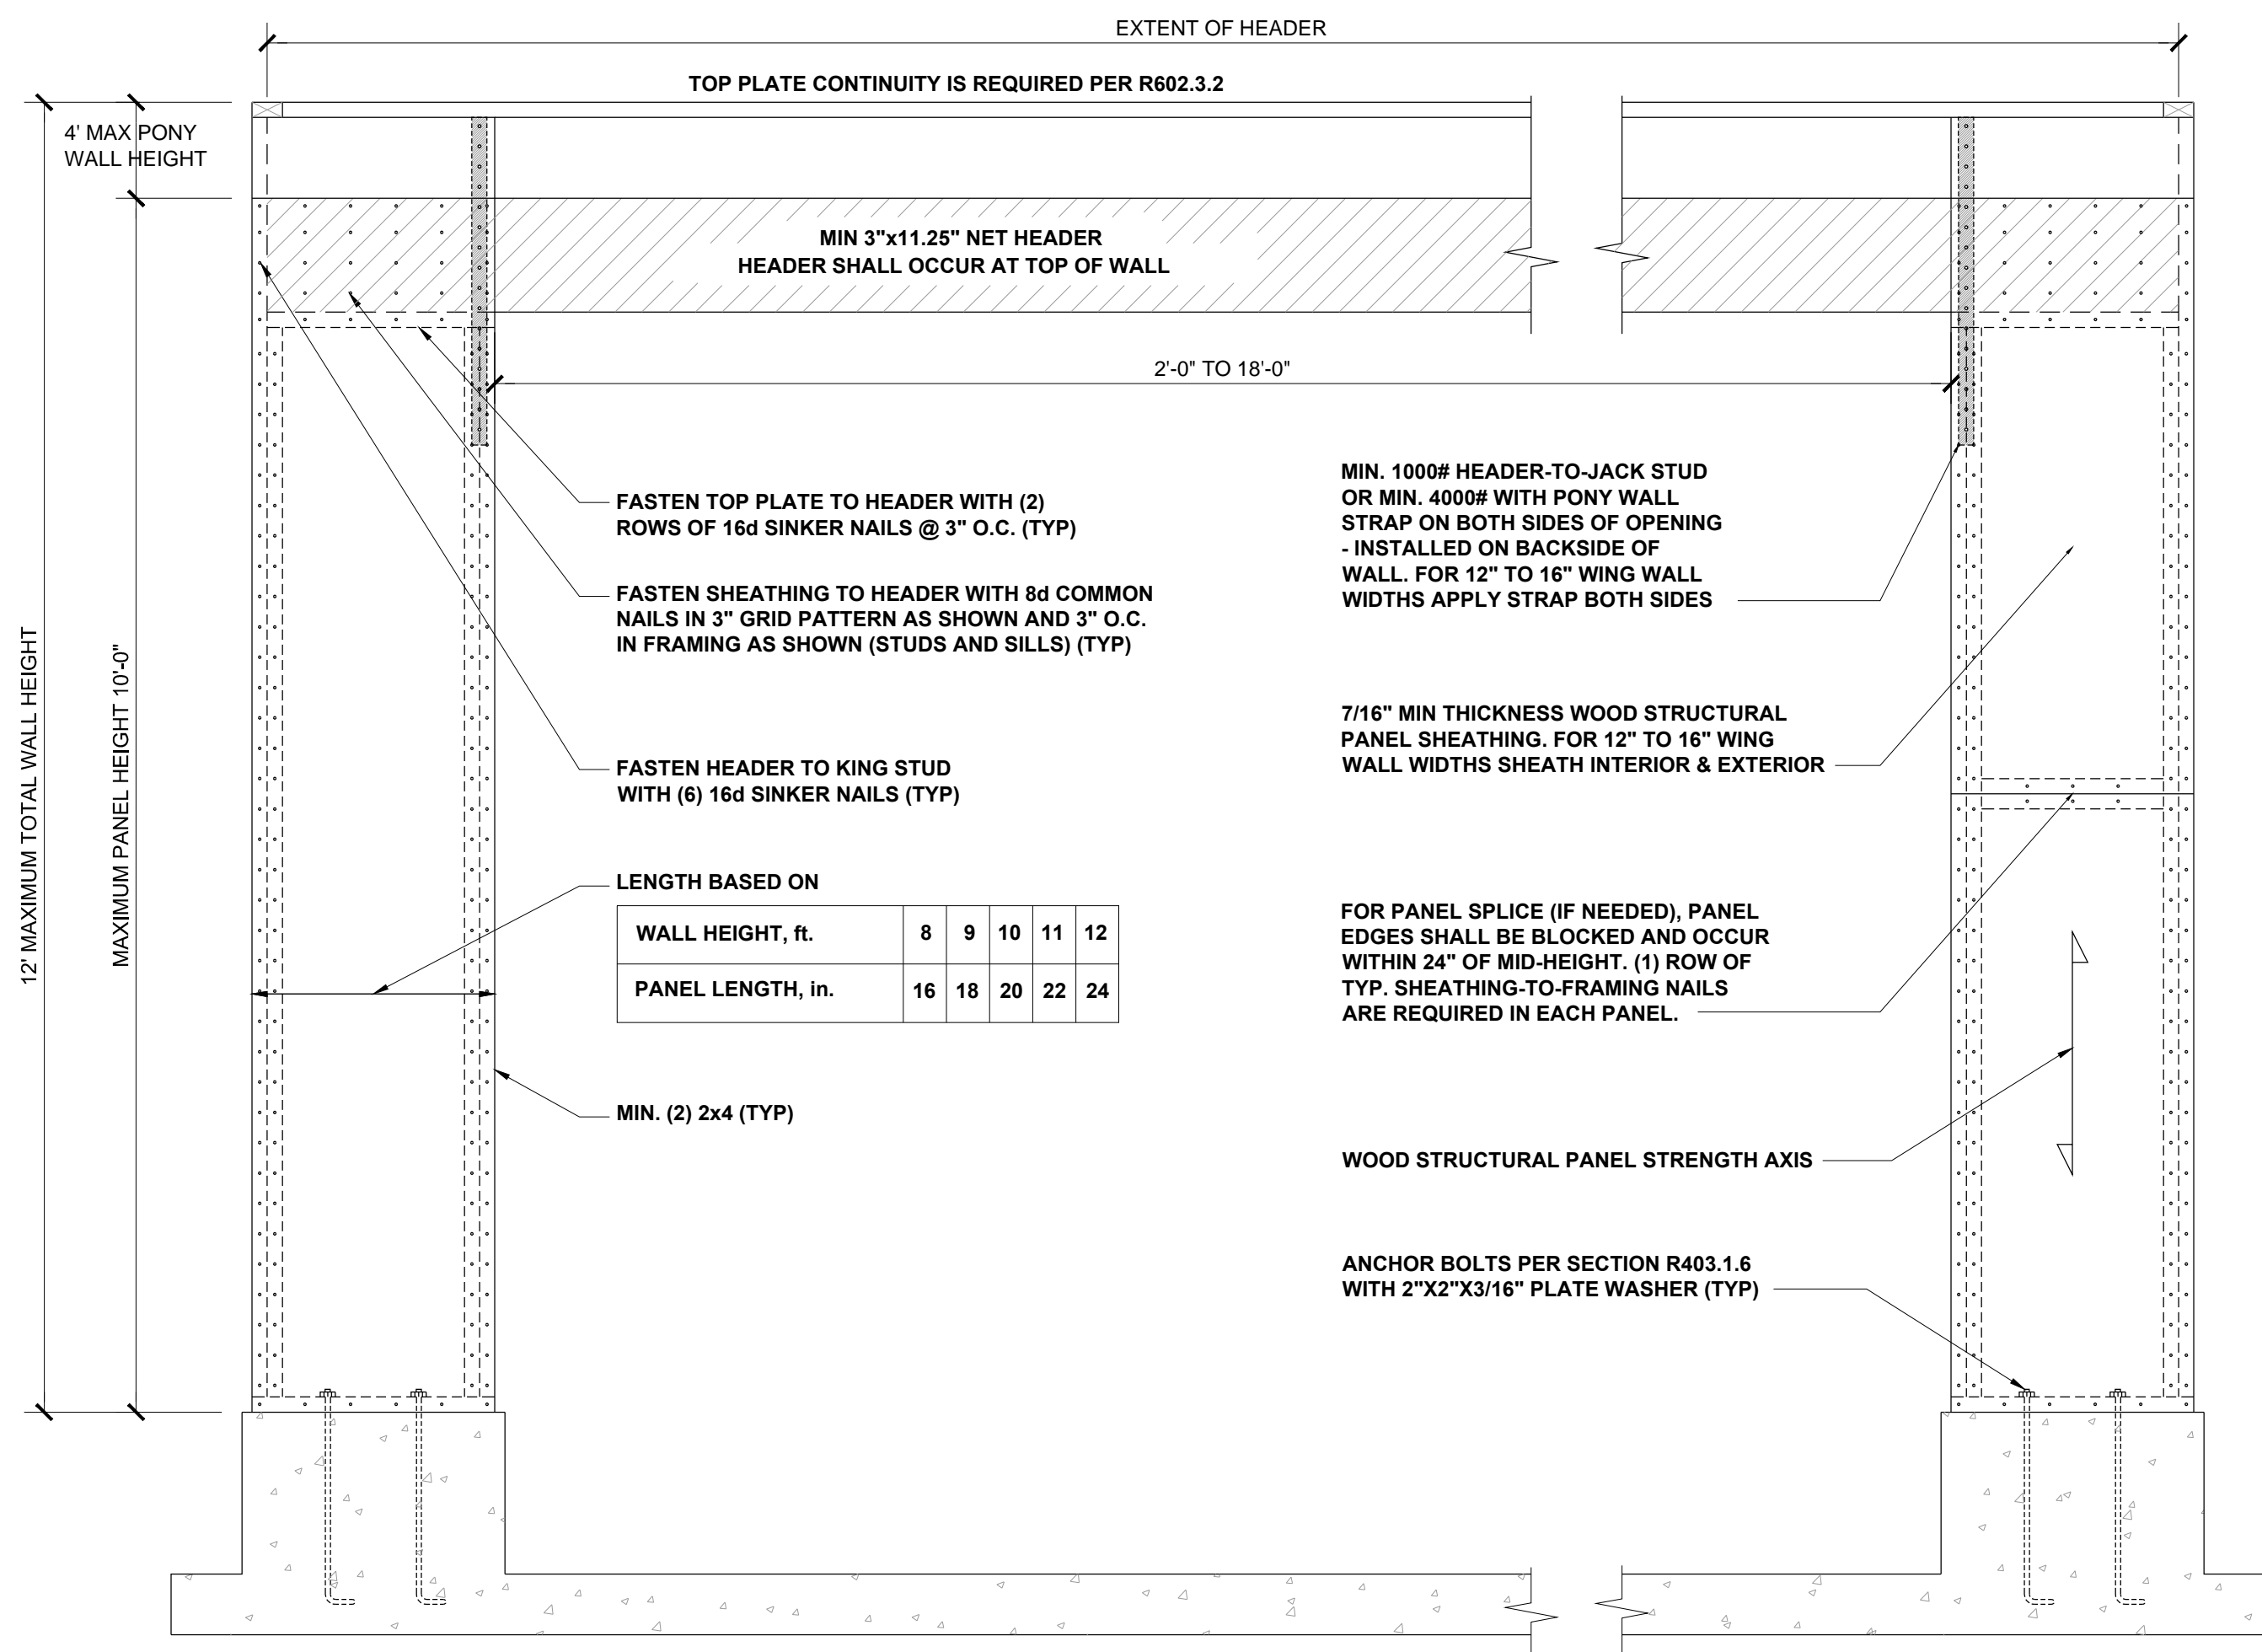 EXTENT OF HEADER
TOP PLATE CONTINUITY IS REQUIRED PER R602.3.2
4' MAX PONY
WALL HEIGHT
MIN 3"x11.25" NET HEADER
HEADER SHALL OCCUR AT TOP OF WALL
2'-0" TO 18'-0"
12' MAXIMUM TOTAL WALL HEIGHT
MAXIMUM PANEL HEIGHT 10'-0"
FASTEN TOP PLATE TO HEADER WITH (2)
ROWS OF 16d SINKER NAILS @ 3" O.C. (TYP)
FASTEN SHEATHING TO HEADER WITH 8d COMMON
NAILS IN 3" GRID PATTERN AS SHOWN AND 3" O.C.
IN FRAMING AS SHOWN (STUDS AND SILLS) (TYP)
FASTEN HEADER TO KING STUD
WITH (6) 16d SINKER NAILS (TYP)
LENGTH BASED ON
WALL HEIGHT, ft. 8 9 10 11 12
PANEL LENGTH, in. 16 18 20 22 24
MIN. (2) 2x4 (TYP)
MIN. 1000# HEADER-TO-JACK STUD
OR MIN. 4000# WITH PONY WALL
STRAP ON BOTH SIDES OF OPENING
- INSTALLED ON BACKSIDE OF
WALL. FOR 12" TO 16" WING WALL
WIDTHS APPLY STRAP BOTH SIDES
7/16" MIN THICKNESS WOOD STRUCTURAL
PANEL SHEATHING. FOR 12" TO 16" WING
WALL WIDTHS SHEATH INTERIOR & EXTERIOR
FOR PANEL SPLICE (IF NEEDED), PANEL
EDGES SHALL BE BLOCKED AND OCCUR
WITHIN 24" OF MID-HEIGHT. (1) ROW OF
TYP. SHEATHING-TO-FRAMING NAILS
ARE REQUIRED IN EACH PANEL.
WOOD STRUCTURAL PANEL STRENGTH AXIS
ANCHOR BOLTS PER SECTION R403.1.6
WITH 2"X2"X3/16" PLATE WASHER (TYP)